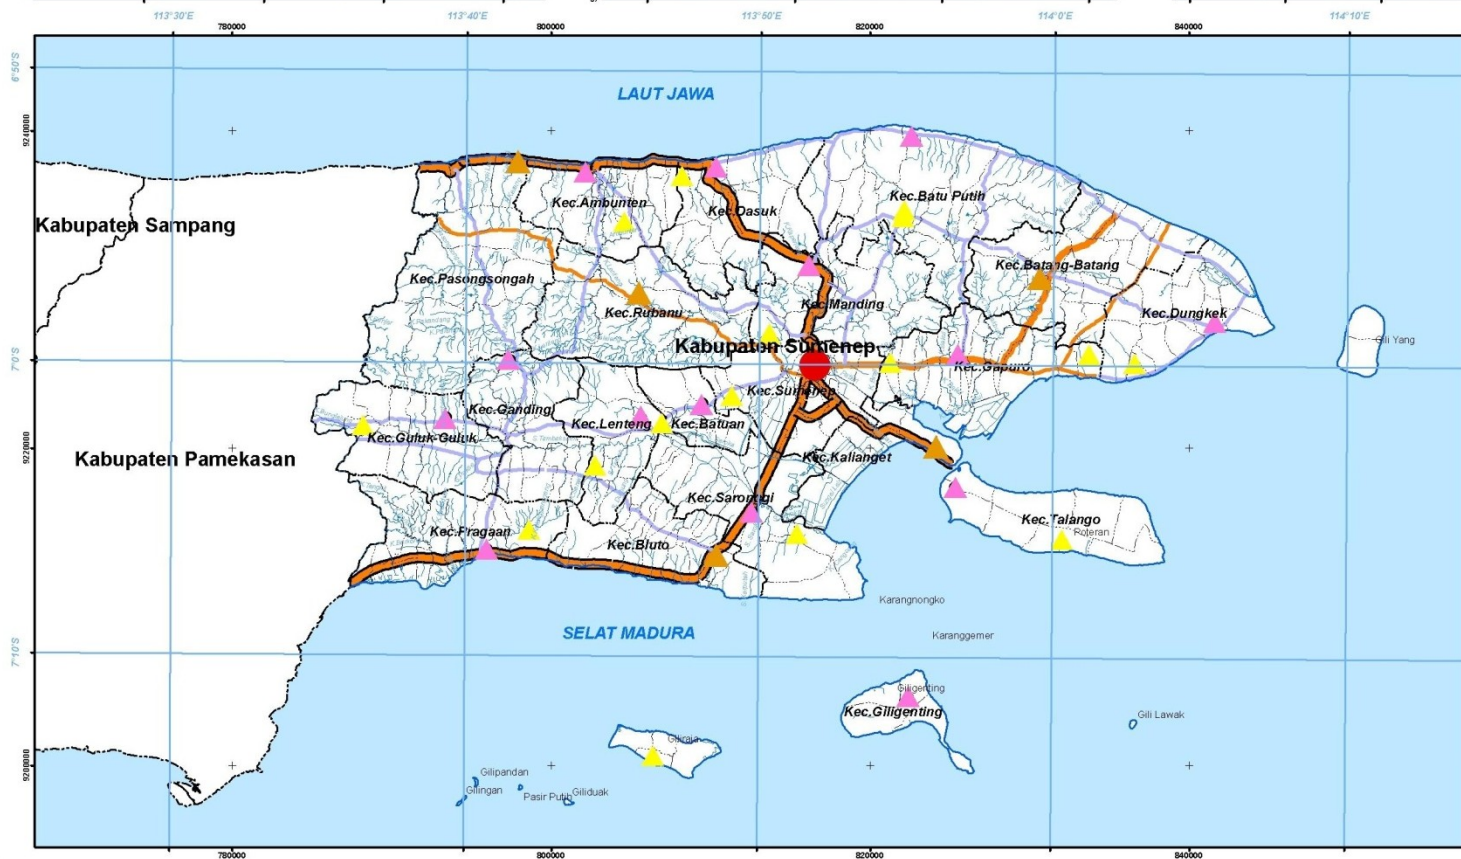 113°30'E
113°40'E
113°50'E
114°0'E
114°10'E
780000
800000
820000
840000
6°50'S
LAUT JAWA
9240000
Kec.Batu Putih
Kec.Ambunten
Kec.Dasuk
Kabupaten Sampang
Kec.Batang-Batang
Kec.Pasongsongah
Kec.Manding
Kec.Rubanu
Kec.Dungkek
Gili Yang
Kabupaten Sumenep
7°0'S
Kec.Gapuro
Kec.Sumenep
Kec.Ganding
Kec.Lenteng
Kec.Batuan
Kec.Guluk-Guluk
9220000
Kabupaten Pamekasan
Kec.Kalianget
Kec.Sarongigi
Kec.Talango
Kec.Pragaan
Poteran
Kec.Bluto
Karangnongko
SELAT MADURA
Karanggemer
7°10'S
Giligenting
Kec.Giligenting
Gili Lawak
Giliraja
9200000
Gilipandan
Gilingan
Pasir Putih
Giliduak
780000
800000
820000
840000